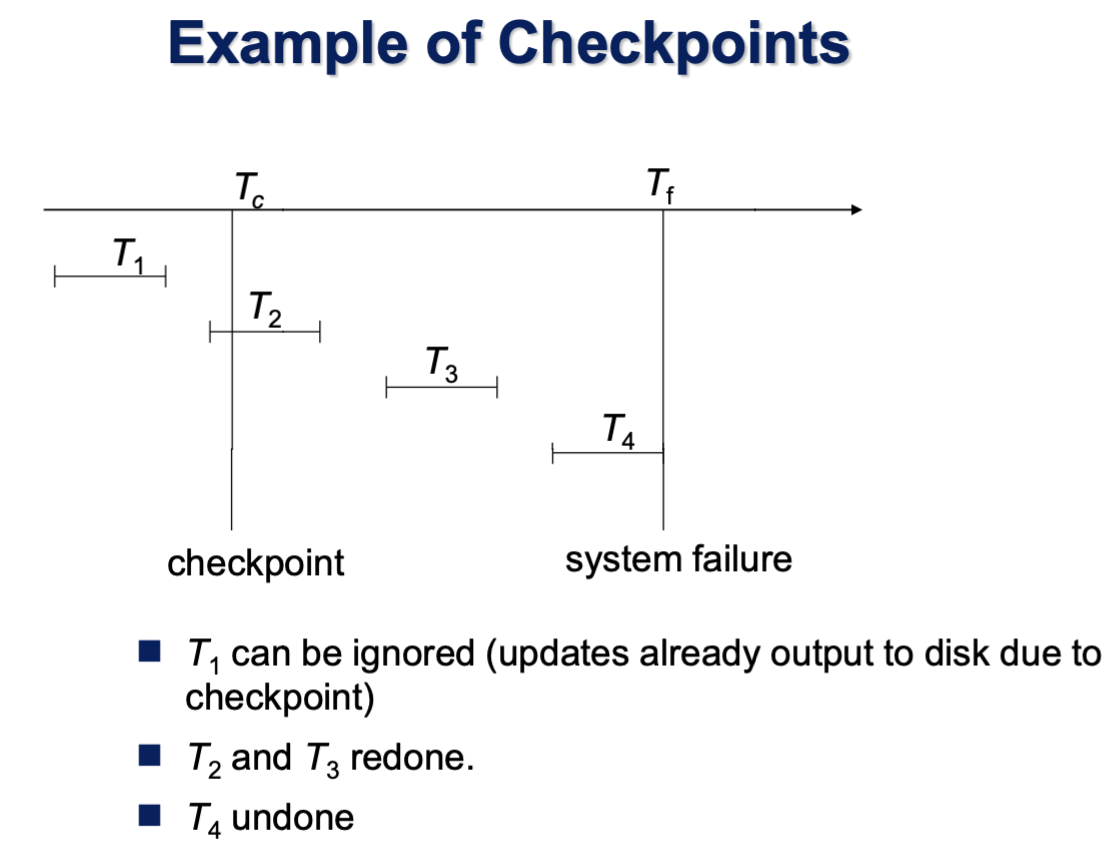 Example of Checkpoints
T_c
T_f
T_1
T_2
T_3
T_4
checkpoint
system failure
T_1 can be ignored (updates already output to disk due to
checkpoint)
T_2 and T_3 redone.
T_4 undone